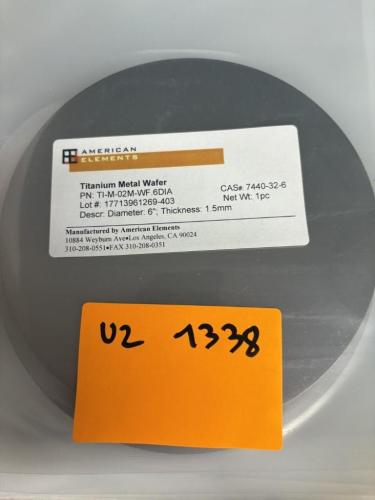 AMERICAN
ELEMENTS
Titanium Metal Wafer
PN: TI-M-02M-WF.6DIA CAS#: 7440-32-6
Lot #: 17713961269-403 Net Wt: 1pc
Descr: Diameter: 6"; Thickness: 1.5mm
Manufactured by American Elements
10884 Weyburn Ave•Los Angeles, CA 90024
310-208-0551•FAX 310-208-0351
U2 1338